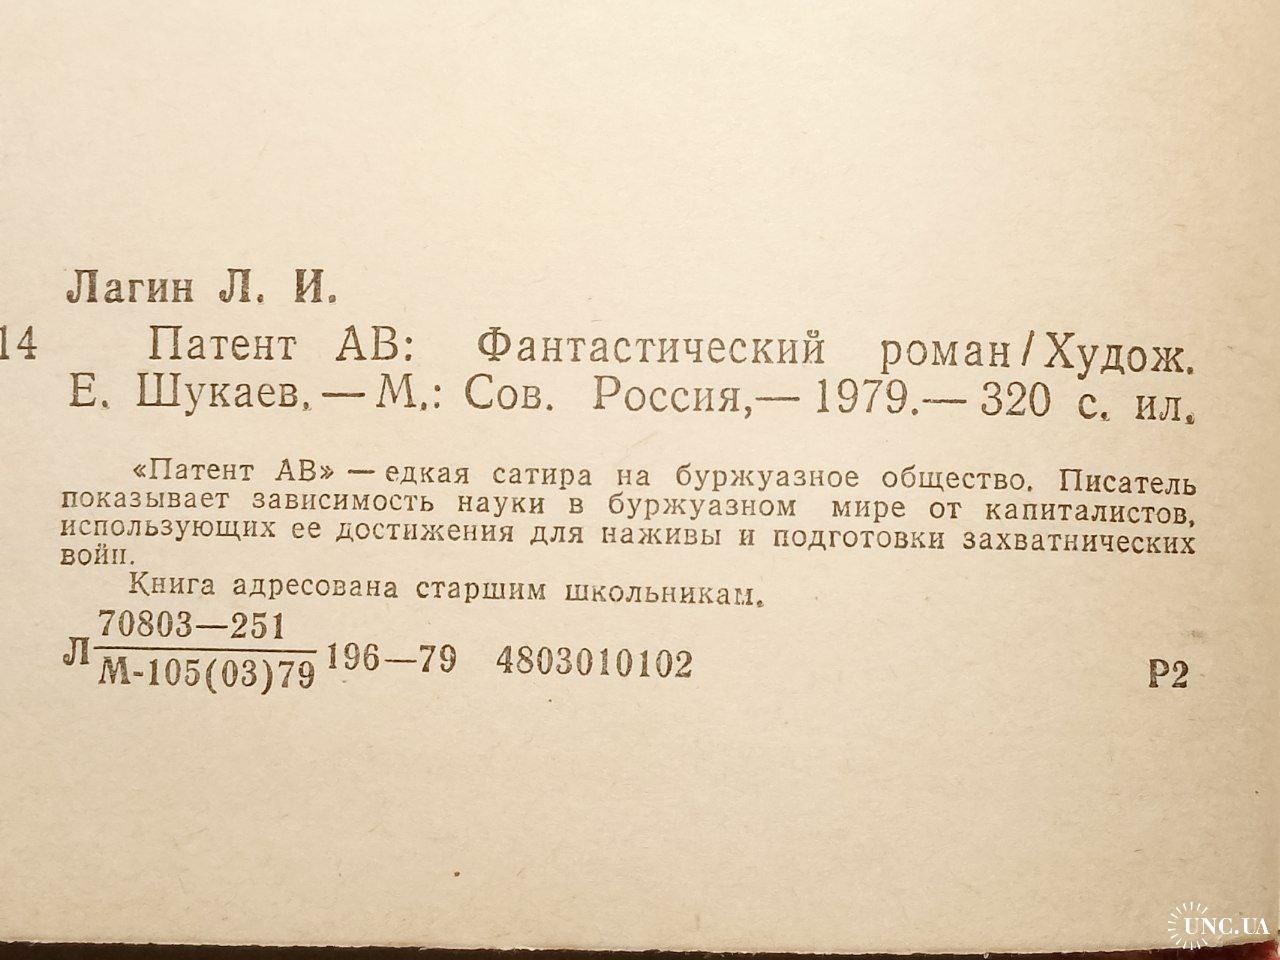 Лагин Л. И.
14 Патент АВ: Фантастический роман/Худож.
Е. Шукаев.—М.: Сов. Россия,—1979.—320 с. ил.
«Патент АВ»—едкая сатира на буржуазное общество. Писатель
показывает зависимость науки в буржуазном мире от капиталистов,
использующих ее достижения для наживы и подготовки захватнических
войн.
Книга адресована старшим школьникам.
70803—251
Л 196—79 4803010102 Р2
М-105(03)79
UNC.UA